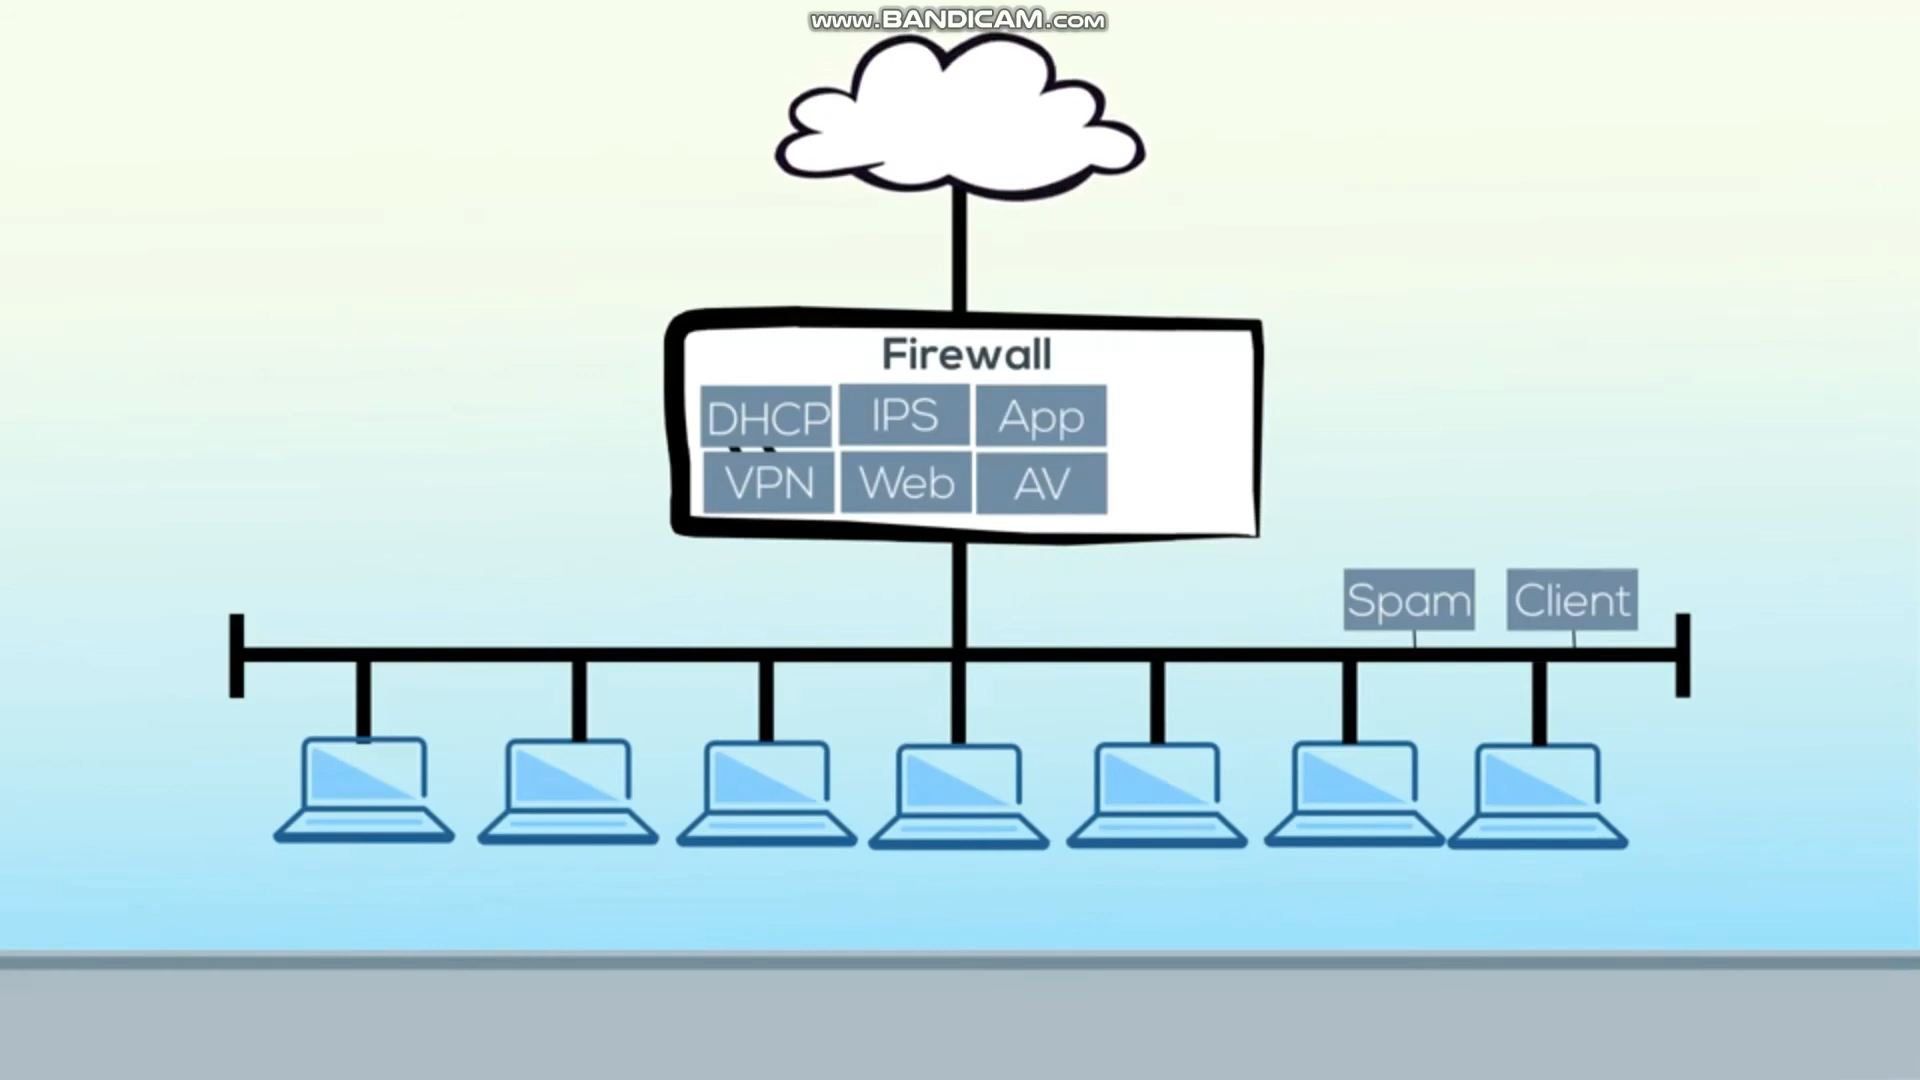 www.BANDICAM.com
Firewall
DHCP IPS App
VPN Web AV
Spam Client